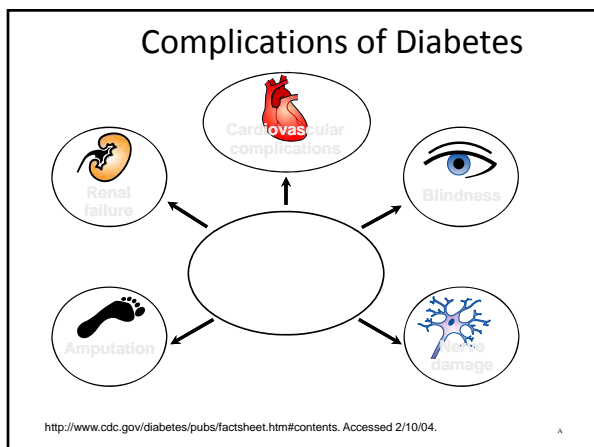 Complications of Diabetes
Cardiovascular
complications
Renal
failure
Blindness
Amputation
Nerve
damage
http://www.cdc.gov/diabetes/pubs/factsheet.htm#contents. Accessed 2/10/04.